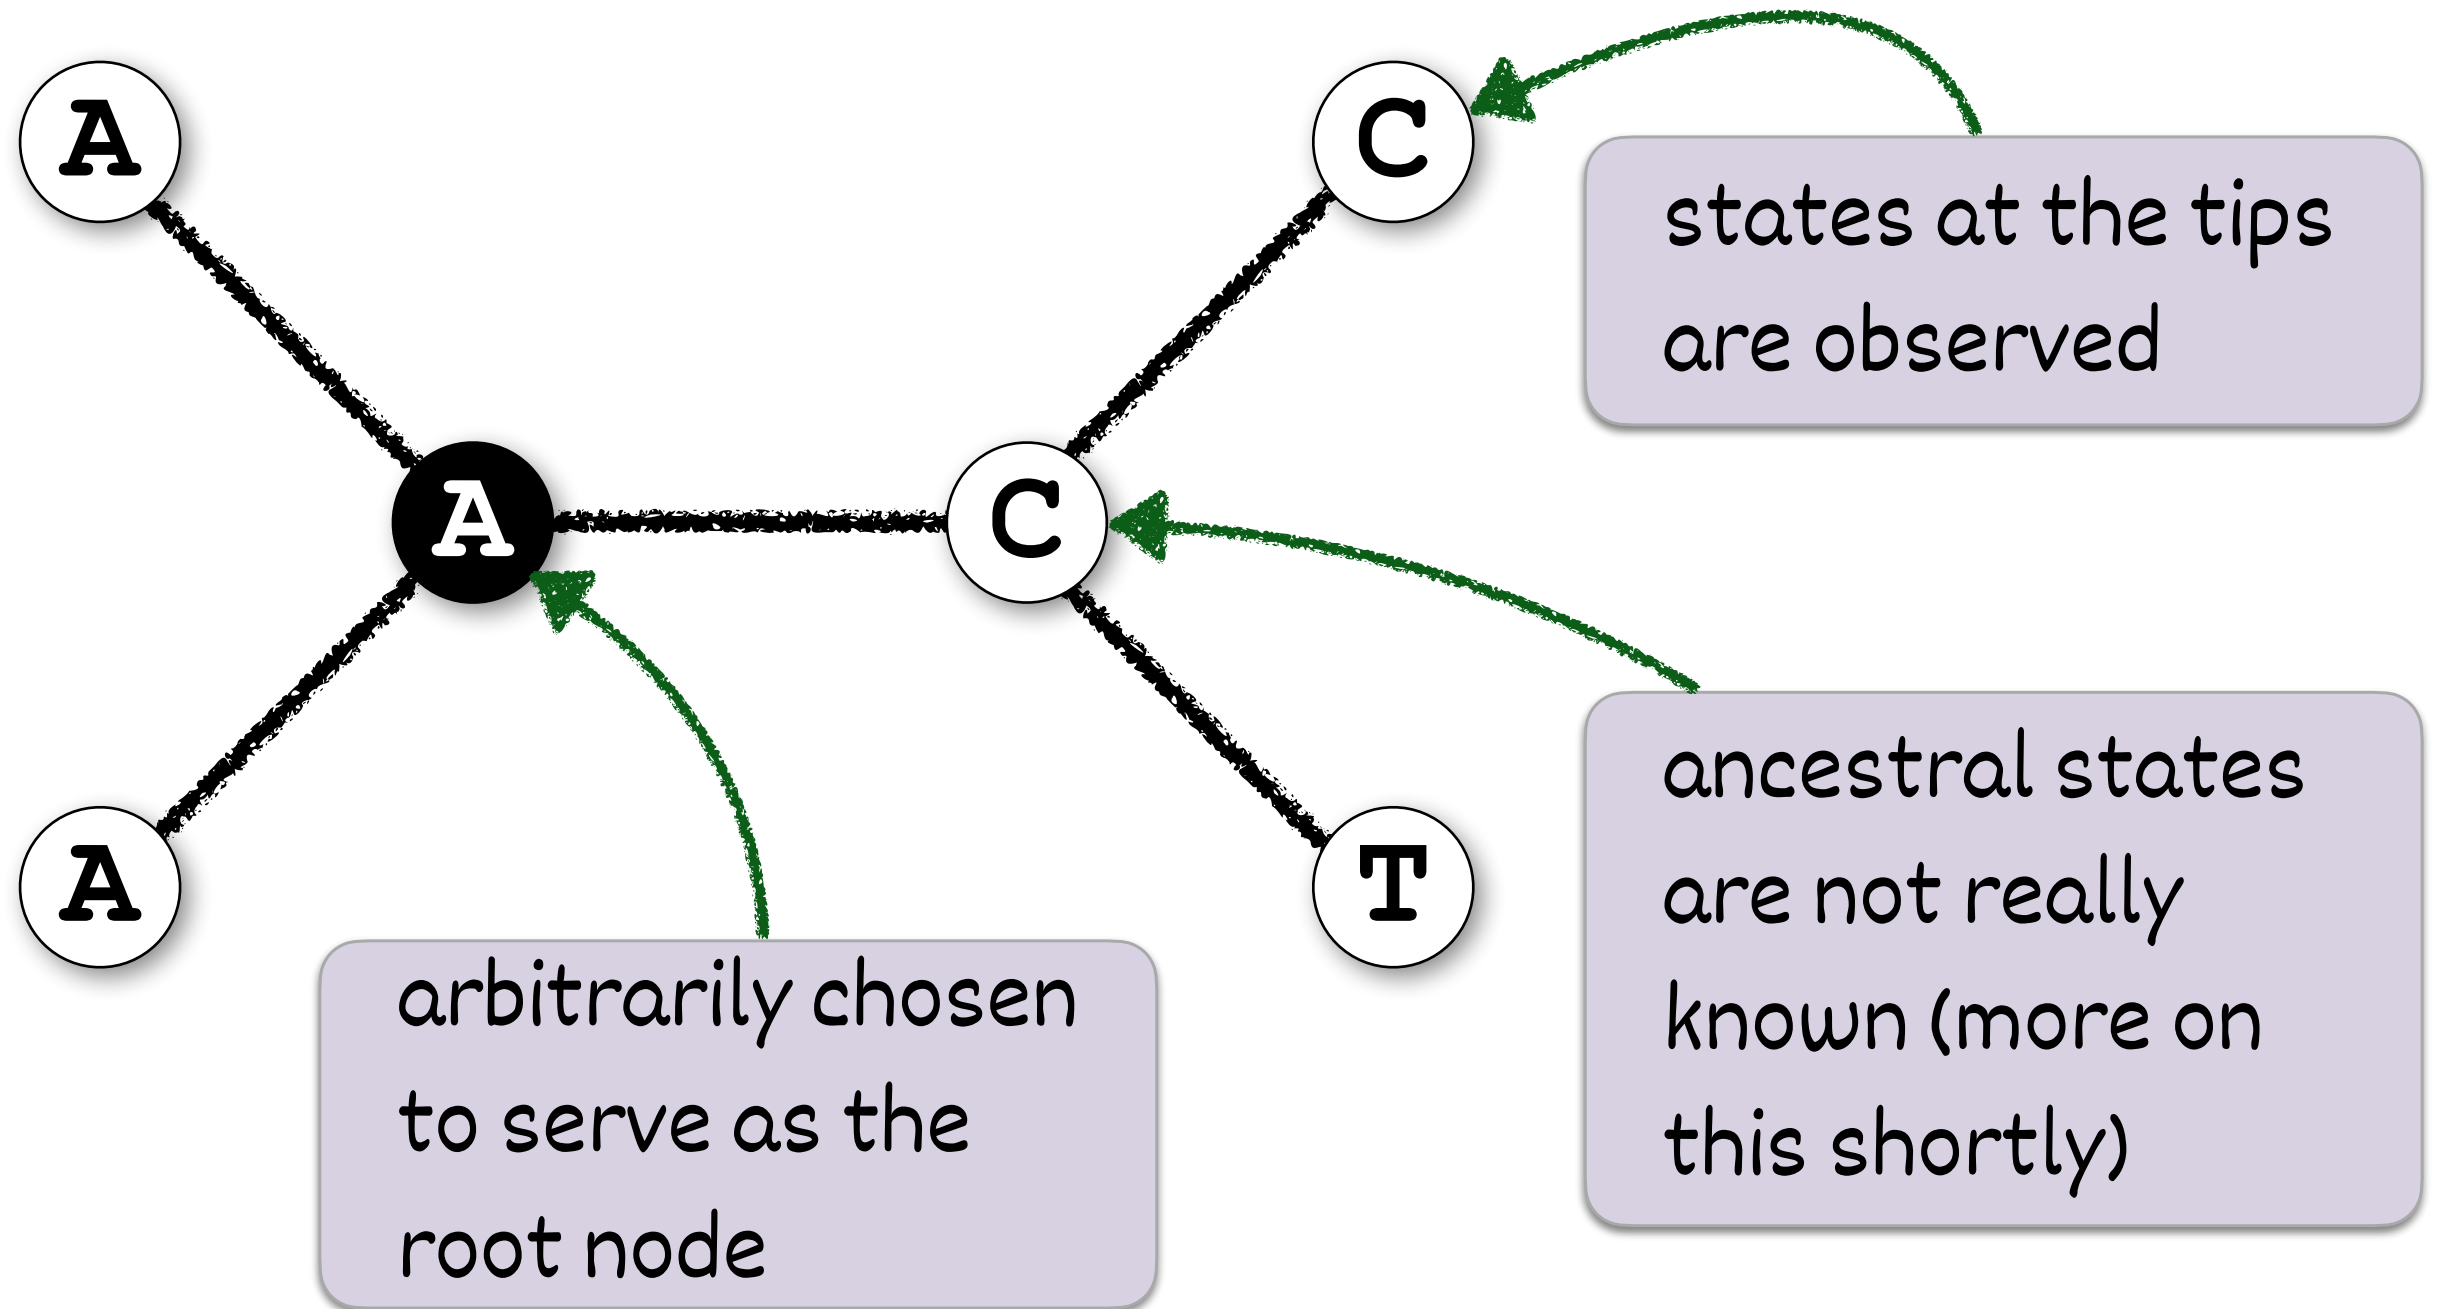 A
C
states at the tips
are observed
A
C
ancestral states
are not really
known (more on
this shortly)
A
T
arbitrarily chosen
to serve as the
root node